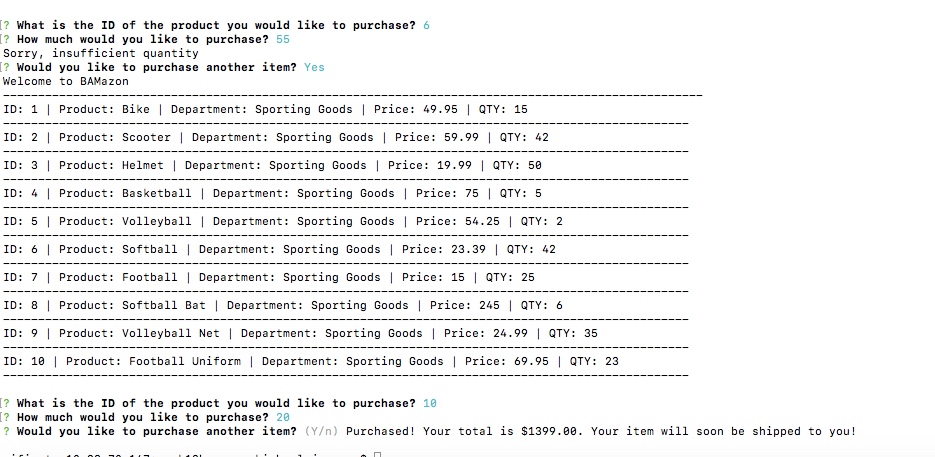 ? What is the ID of the product you would like to purchase? 6
? How much would you like to purchase? 55
Sorry, insufficient quantity
? Would you like to purchase another item? Yes
Welcome to BAMazon
ID: 1 | Product: Bike | Department: Sporting Goods | Price: 49.95 | QTY: 15
ID: 2 | Product: Scooter | Department: Sporting Goods | Price: 59.99 | QTY: 42
ID: 3 | Product: Helmet | Department: Sporting Goods | Price: 19.99 | QTY: 50
ID: 4 | Product: Basketball | Department: Sporting Goods | Price: 75 | QTY: 5
ID: 5 | Product: Volleyball | Department: Sporting Goods | Price: 54.25 | QTY: 2
ID: 6 | Product: Softball | Department: Sporting Goods | Price: 23.39 | QTY: 42
ID: 7 | Product: Football | Department: Sporting Goods | Price: 15 | QTY: 25
ID: 8 | Product: Softball Bat | Department: Sporting Goods | Price: 245 | QTY: 6
ID: 9 | Product: Volleyball Net | Department: Sporting Goods | Price: 24.99 | QTY: 35
ID: 10 | Product: Football Uniform | Department: Sporting Goods | Price: 69.95 | QTY: 23
? What is the ID of the product you would like to purchase? 10
? How much would you like to purchase? 20
? Would you like to purchase another item? (Y/n) Purchased! Your total is $1399.00. Your item will soon be shipped to you!